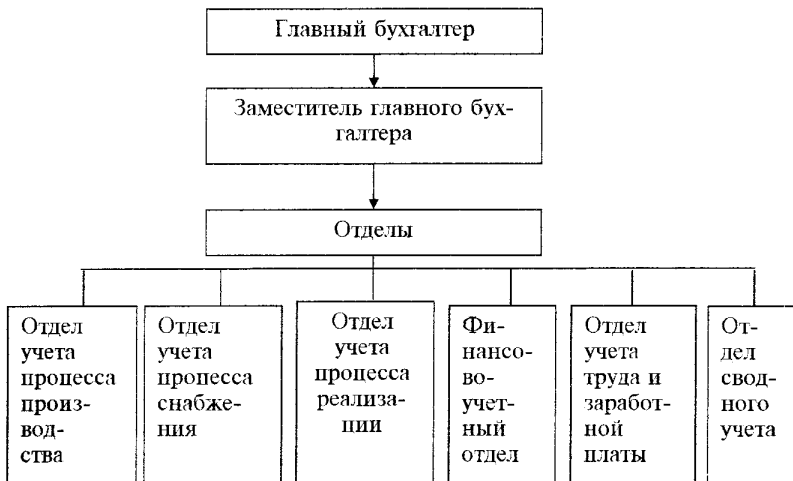 Главный бухгалтер
Заместитель главного бух-
галтера
Отделы
Отдел
учета
процесса
произ-
вод-
ства
Отдел
учета
процесса
снабже-
ния
Отдел
учета
процесса
реализа-
ции
Фи-
нансо-
во-
учет-
ный
отдел
Отдел
учета
труда и
заработ-
ной
платы
От-
дел
свод-
ного
учета